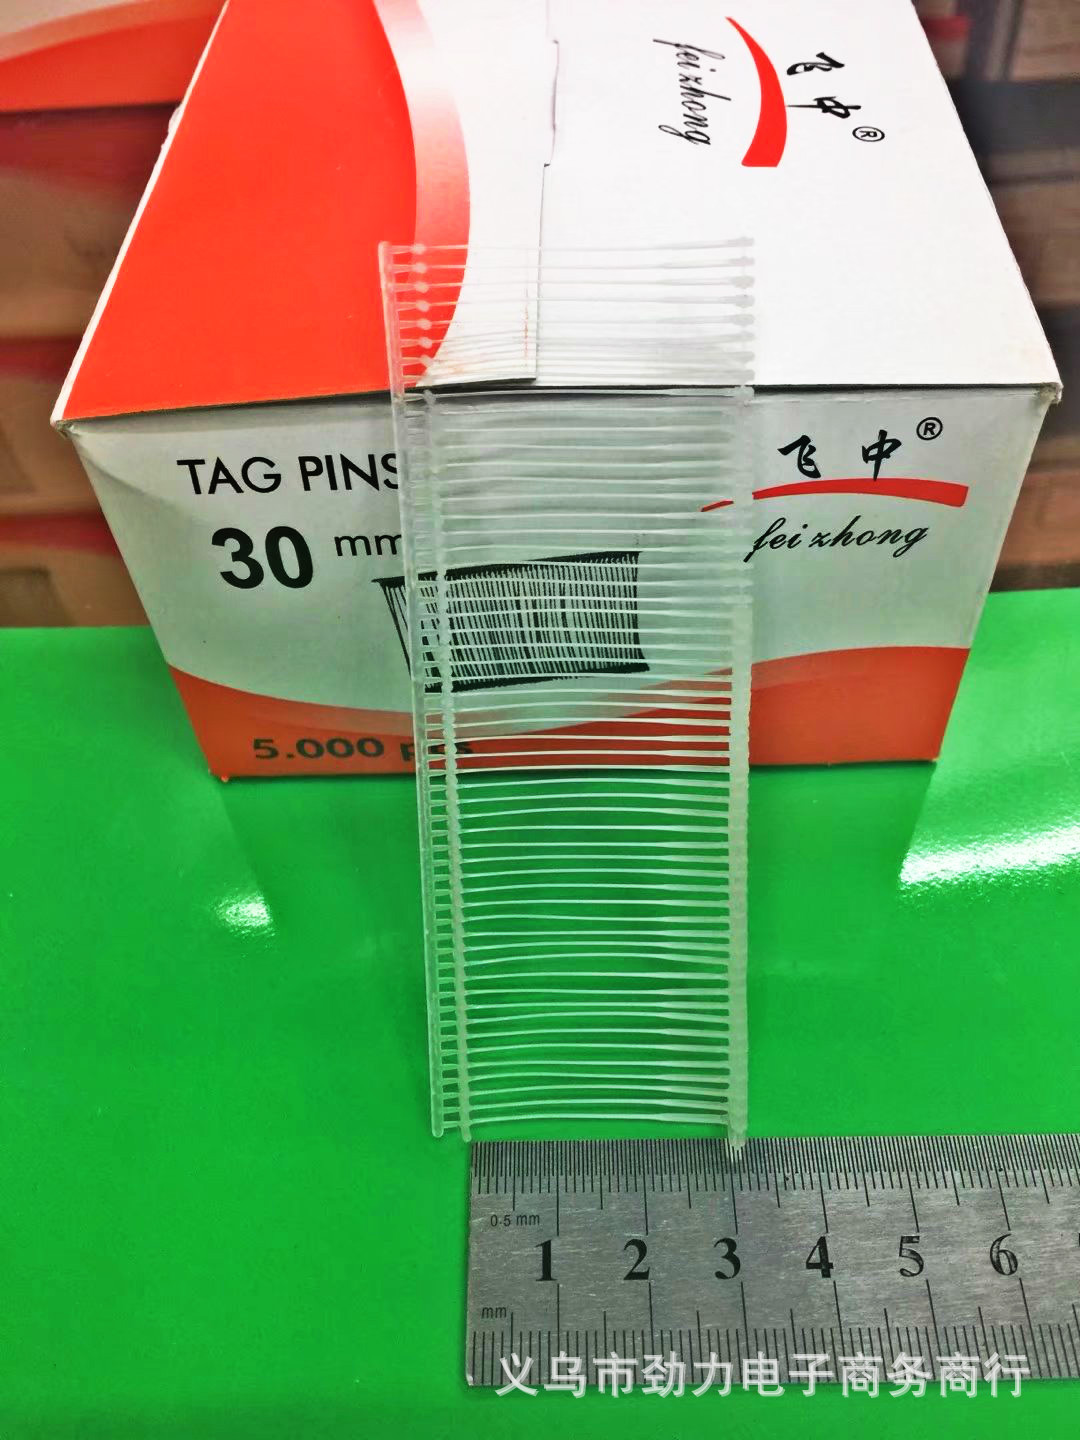 飞中®
feizhong
TAG PINS
30 mm
飞中®
feizhong
5.000 pcs
0·5 mm
1 2 3 4 5 6
mm
义乌市劲力电子商务商行